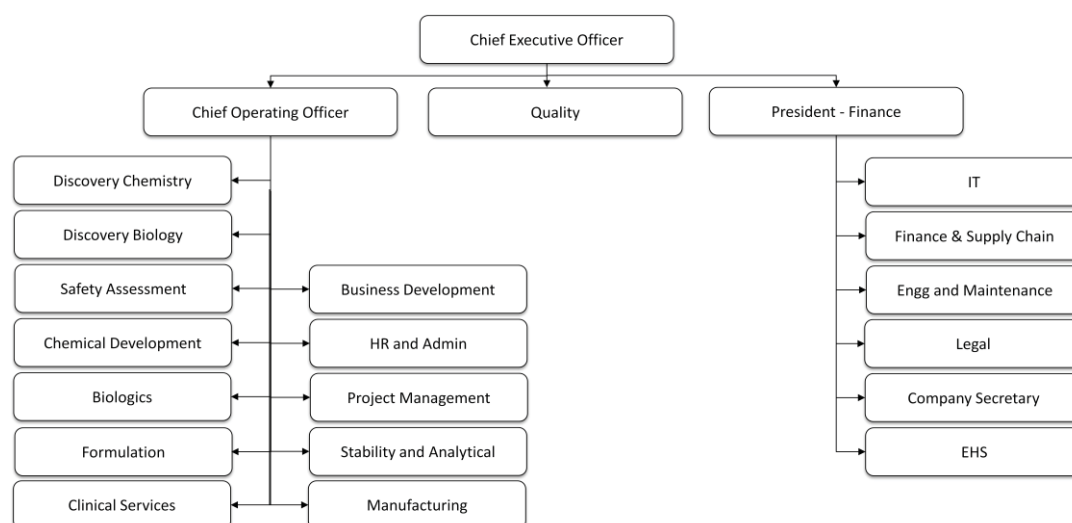 Chief Executive Officer
Chief Operating Officer
Quality
President - Finance
Discovery Chemistry
Discovery Biology
Safety Assessment
Chemical Development
Biologics
Formulation
Clinical Services
Business Development
HR and Admin
Project Management
Stability and Analytical
Manufacturing
IT
Finance & Supply Chain
Engg and Maintenance
Legal
Company Secretary
EHS